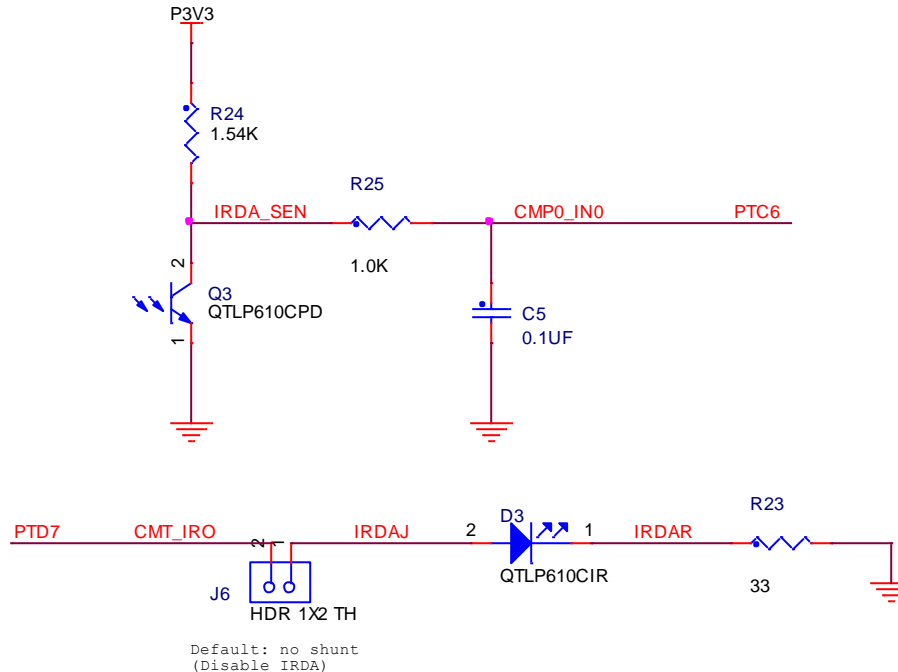 P3V3
R24
1.54K
R25
IRDA_SEN
CMP0_IN0
PTC6
1.0K
2
Q3
QTLP610CPD
1
C5
0.1UF
PTD7
CMT_IRO
2
1
IRDAJ
2
D3
1
IRDAR
R23
QTLP610CIR
33
J6
HDR 1X2 TH
Default: no shunt
(Disable IRDA)